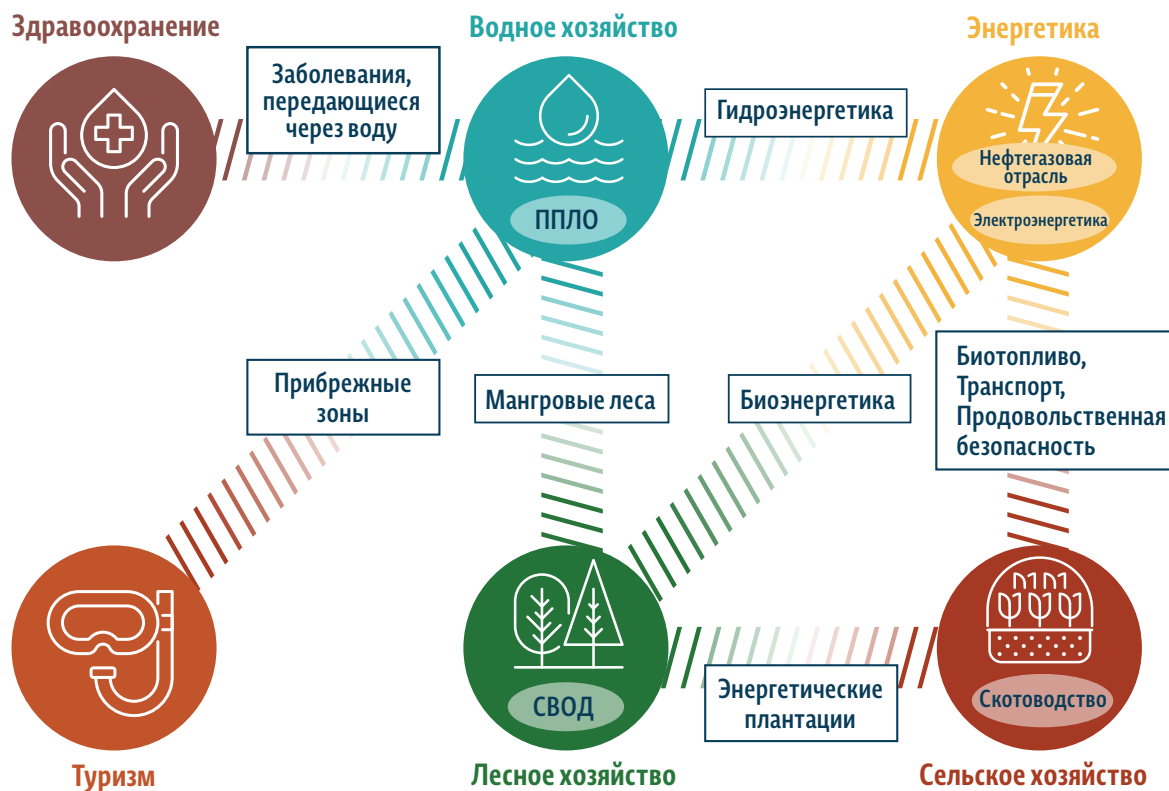 Здравоохранение
Водное хозяйство
Энергетика
Заболевания,
передающиеся
через воду
Гидроэнергетика
Нефтегазовая
отрасль
Электроэнергетика
ППЛО
Прибрежные
зоны
Мангровые леса
Биоэнергетика
Биотопливо,
Транспорт,
Продовольственная
безопасность
СВОД
Энергетические
плантации
Скотоводство
Туризм
Лесное хозяйство
Сельское хозяйство